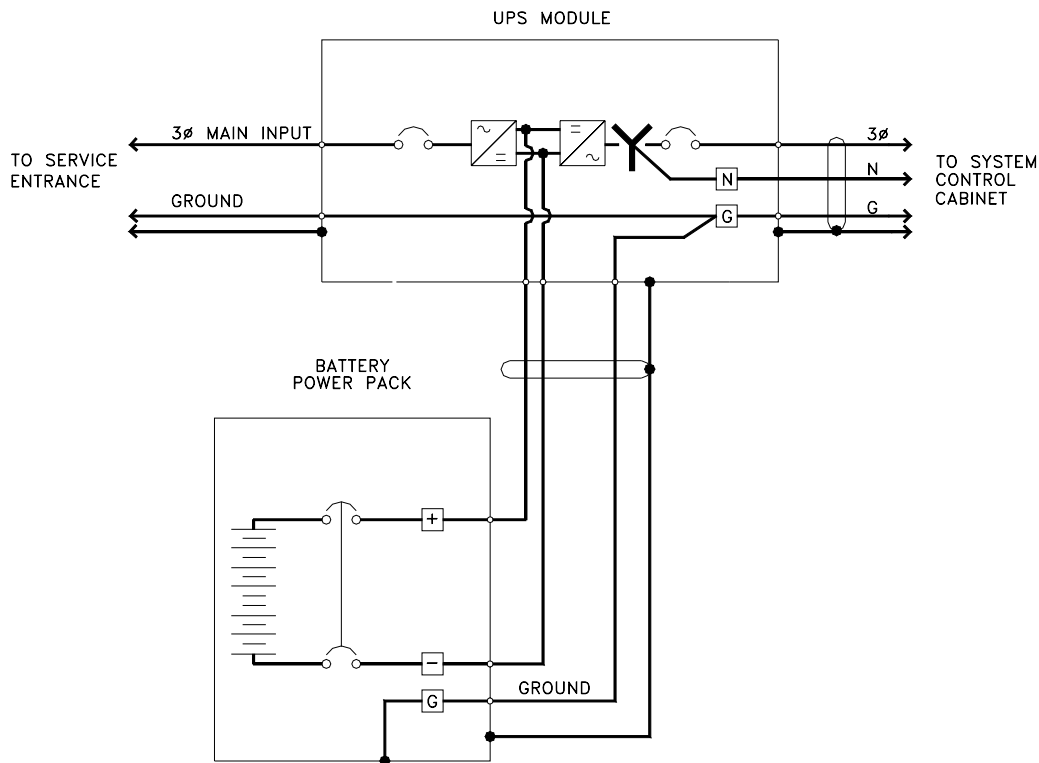 UPS MODULE
3ø MAIN INPUT
3ø
TO SERVICE
ENTRANCE
N
N
TO SYSTEM
CONTROL
CABINET
GROUND
G
G
BATTERY
POWER PACK
+
−
GROUND
G